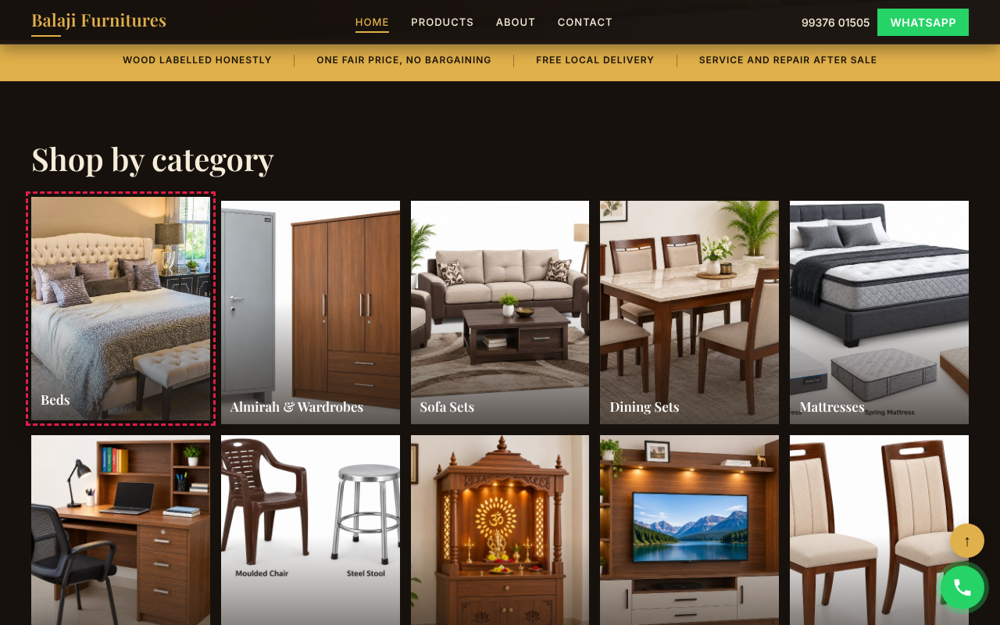 Balaji Furnitures
HOME PRODUCTS ABOUT CONTACT
99376 01505 WHATSAPP
WOOD LABELLED HONESTLY
ONE FAIR PRICE, NO BARGAINING
FREE LOCAL DELIVERY
SERVICE AND REPAIR AFTER SALE
Shop by category
Beds
Almirah & Wardrobes
Sofa Sets
Dining Sets
Mattresses
Spring Mattress
Moulded Chair
Steel Stool
ॐ
↑